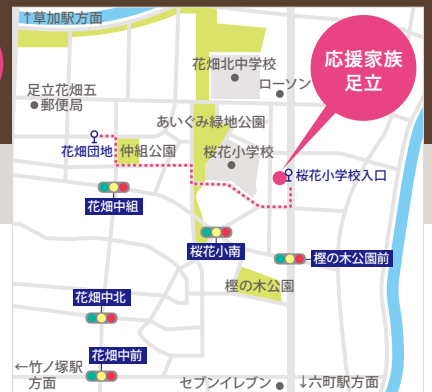 ↑草加駅方面
花畑北中学校
ローソン
応援家族
足立
足立花畑五
郵便局
あいぐみ緑地公園
花畑団地
仲組公園
桜花小学校
桜花小学校入口
花畑中組
桜花小南
樫の木公園前
樫の木公園
花畑中北
花畑中前
←竹ノ塚駅
方面
セブンイレブン
↓六町駅方面